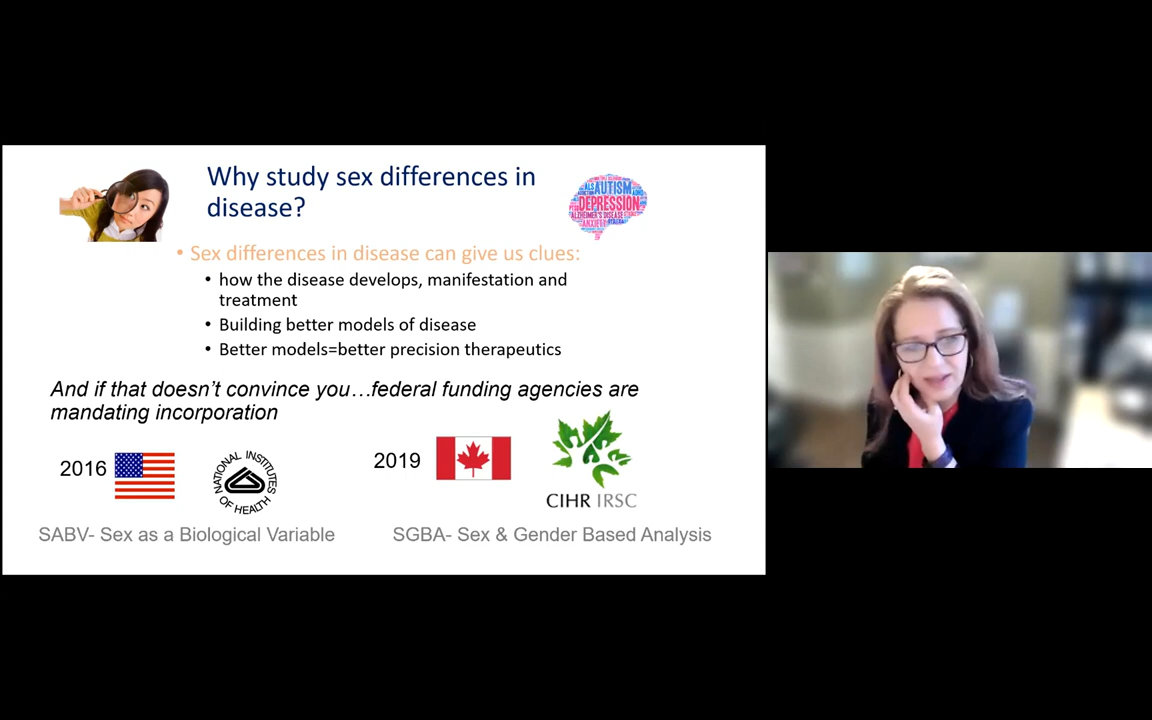 Why study sex differences in
disease?
AUTISM
DEPRESSION
ALZHEIMER'S DISEASE
ANXIETY
• Sex differences in disease can give us clues:
• how the disease develops, manifestation and
treatment
• Building better models of disease
• Better models=better precision therapeutics
And if that doesn't convince you…federal funding agencies are
mandating incorporation
2016
NATIONAL INSTITUTES
OF HEALTH
2019
CIHR IRSC
SABV- Sex as a Biological Variable
SGBA- Sex & Gender Based Analysis